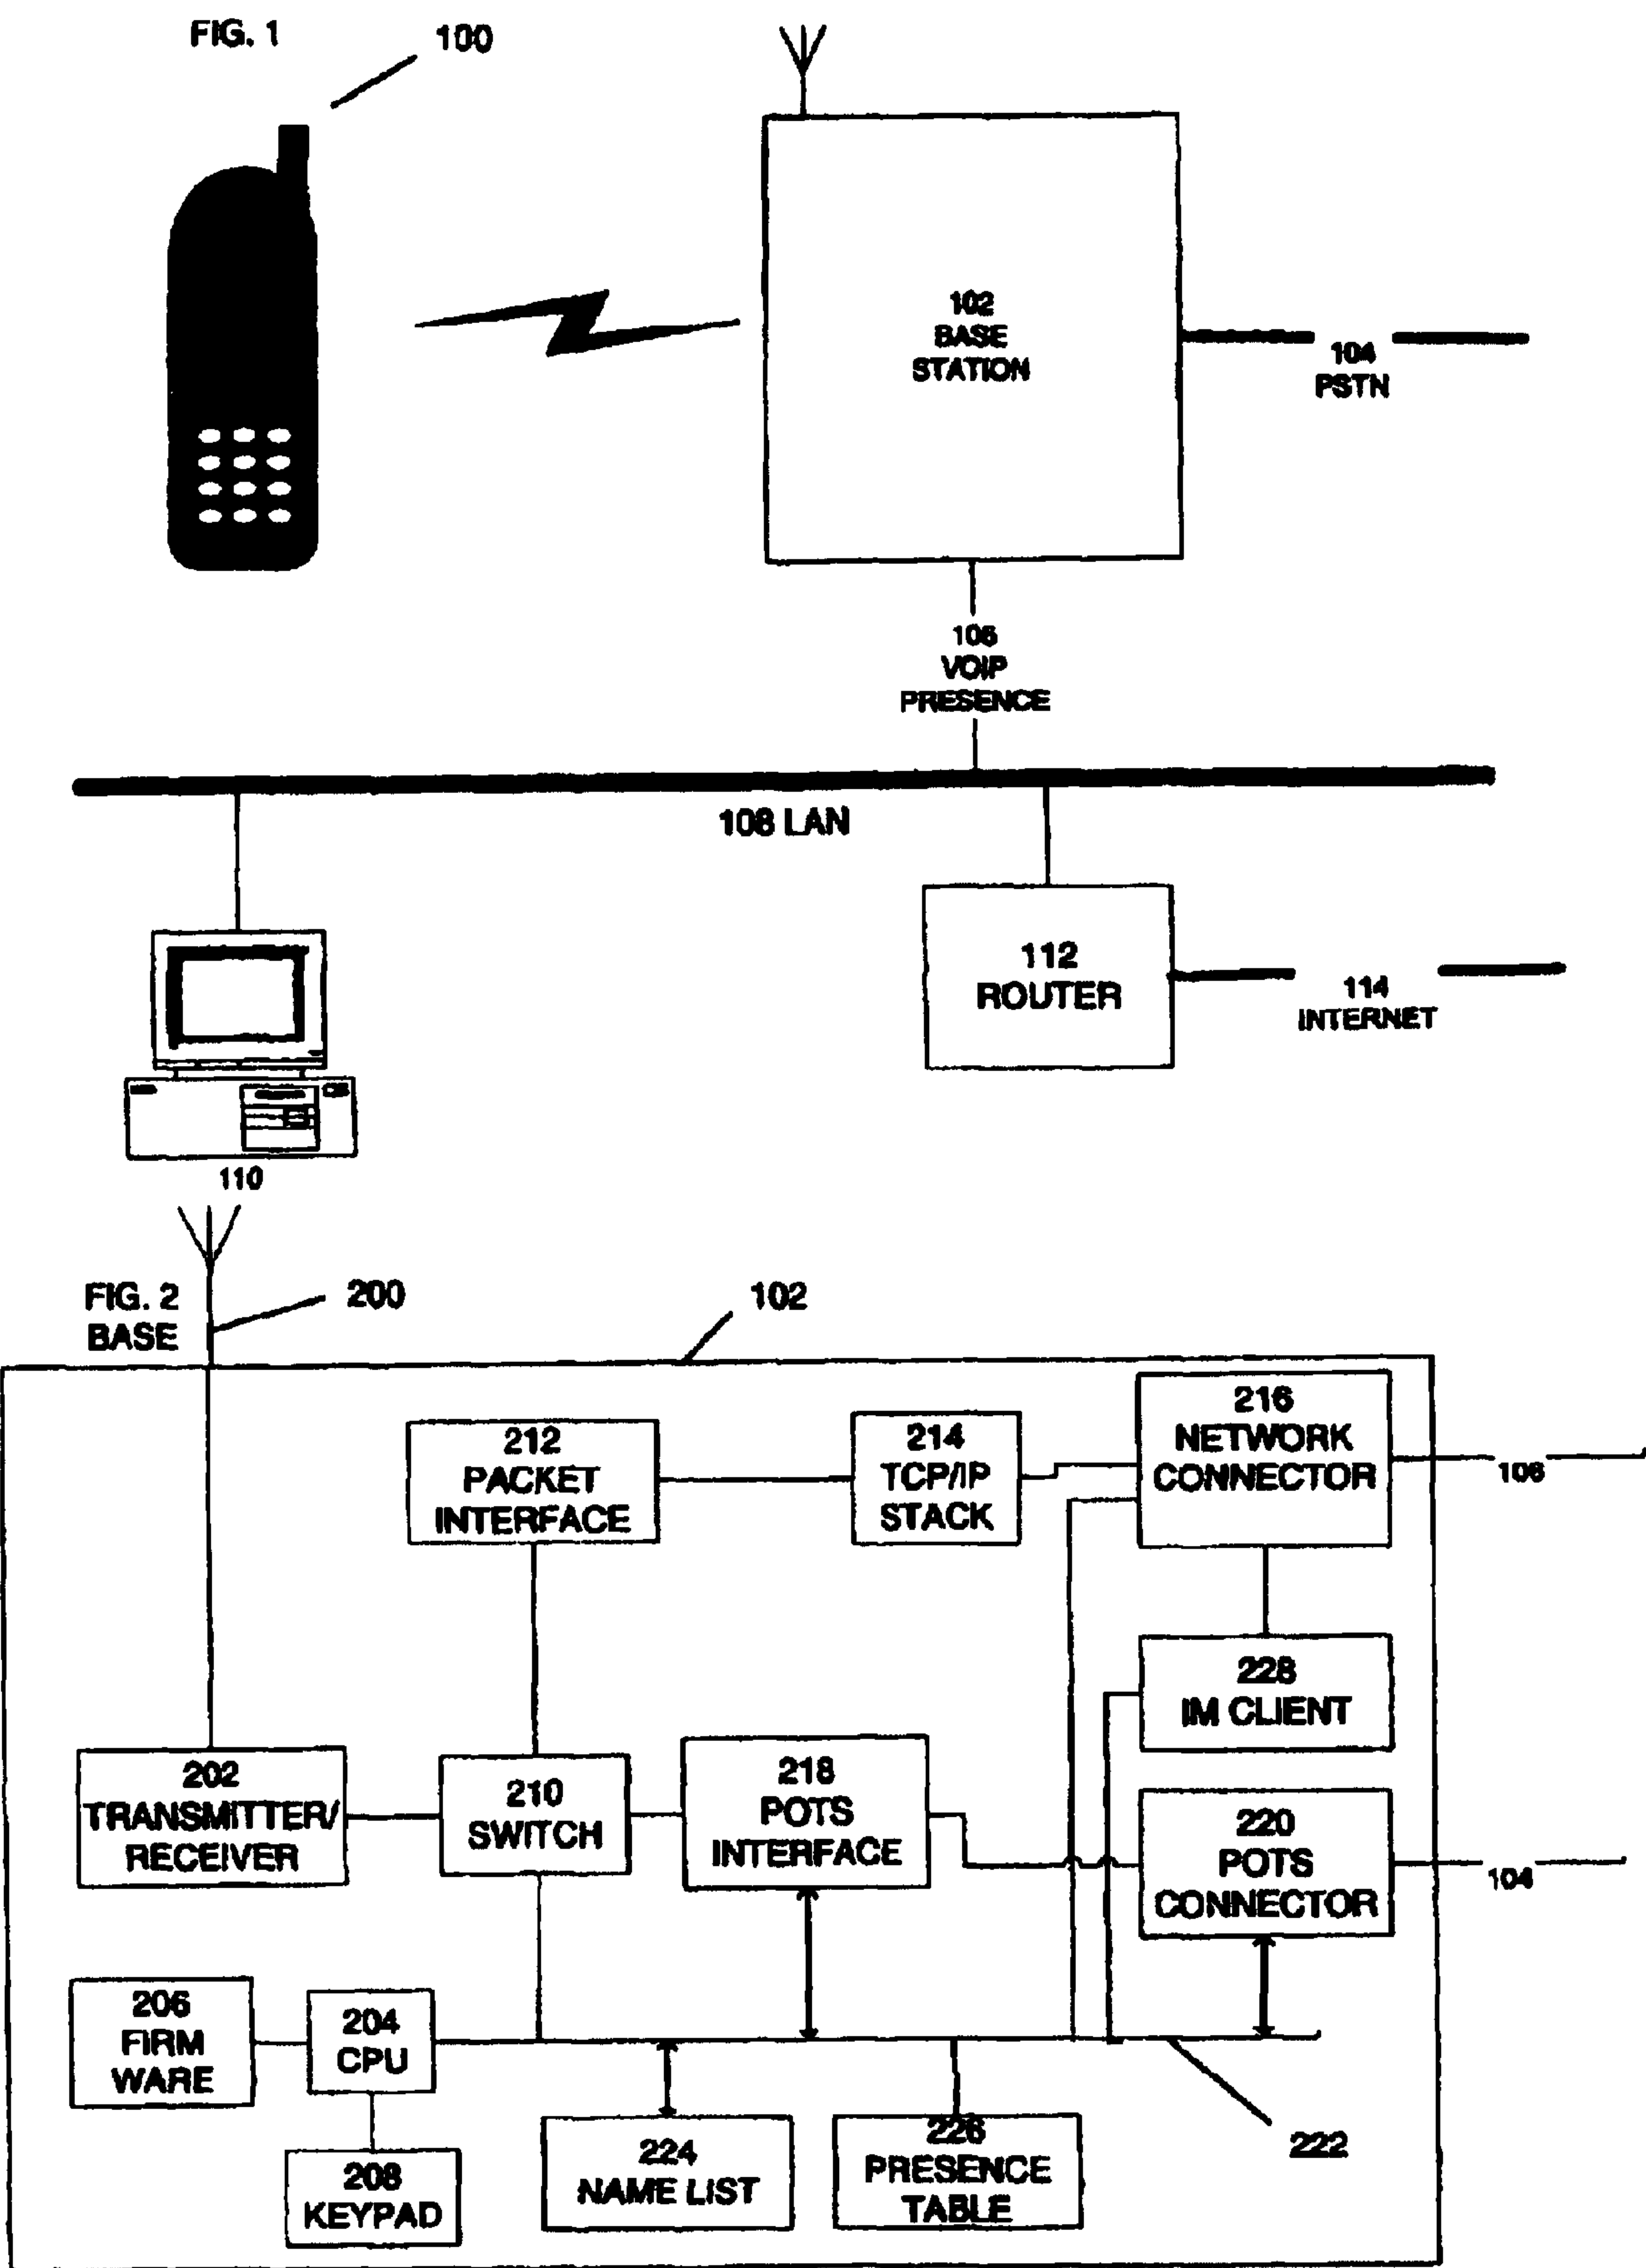 FIG. 1
100
102
BASE
STATION
104
PSTN
106
VOIP
PRESENCE
108 LAN
112
ROUTER
114
INTERNET
110
FIG. 2
BASE
200
102
212
PACKET
INTERFACE
214
TCP/IP
STACK
216
NETWORK
CONNECTOR
106
228
IM CLIENT
202
TRANSMITTER/
RECEIVER
210
SWITCH
218
POTS
INTERFACE
220
POTS
CONNECTOR
104
206
FIRM
WARE
204
CPU
208
KEYPAD
224
NAME LIST
226
PRESENCE
TABLE
222